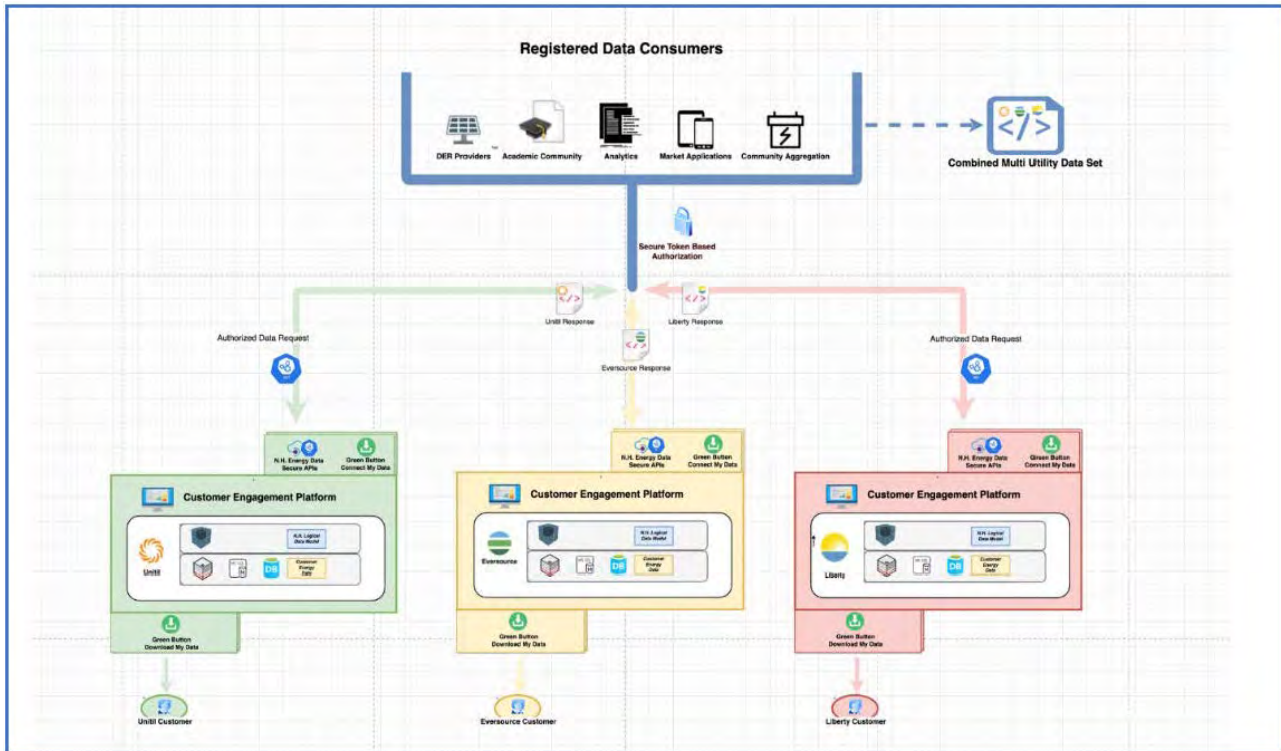 Registered Data Consumers
DER Providers
Academic Community
Analytics
Market Applications
Community Aggregation
Combined Multi Utility Data Set
Secure Token Based
Authorization
Unitil Response
Liberty Response
Eversource Response
Authorized Data Request
Authorized Data Request
N.H. Energy Data
Secure APIs
Green Button
Connect My Data
N.H. Energy Data
Secure APIs
Green Button
Connect My Data
N.H. Energy Data
Secure APIs
Green Button
Connect My Data
Customer Engagement Platform
Unitil
N.H. Logical
Data Model
DB
Customer
Energy
Data
Customer Engagement Platform
Eversource
N.H. Logical
Data Model
DB
Customer
Energy
Data
Customer Engagement Platform
Liberty
N.H. Logical
Data Model
DB
Customer
Energy
Data
Green Button
Download My Data
Green Button
Download My Data
Green Button
Download My Data
Unitil Customer
Eversource Customer
Liberty Customer